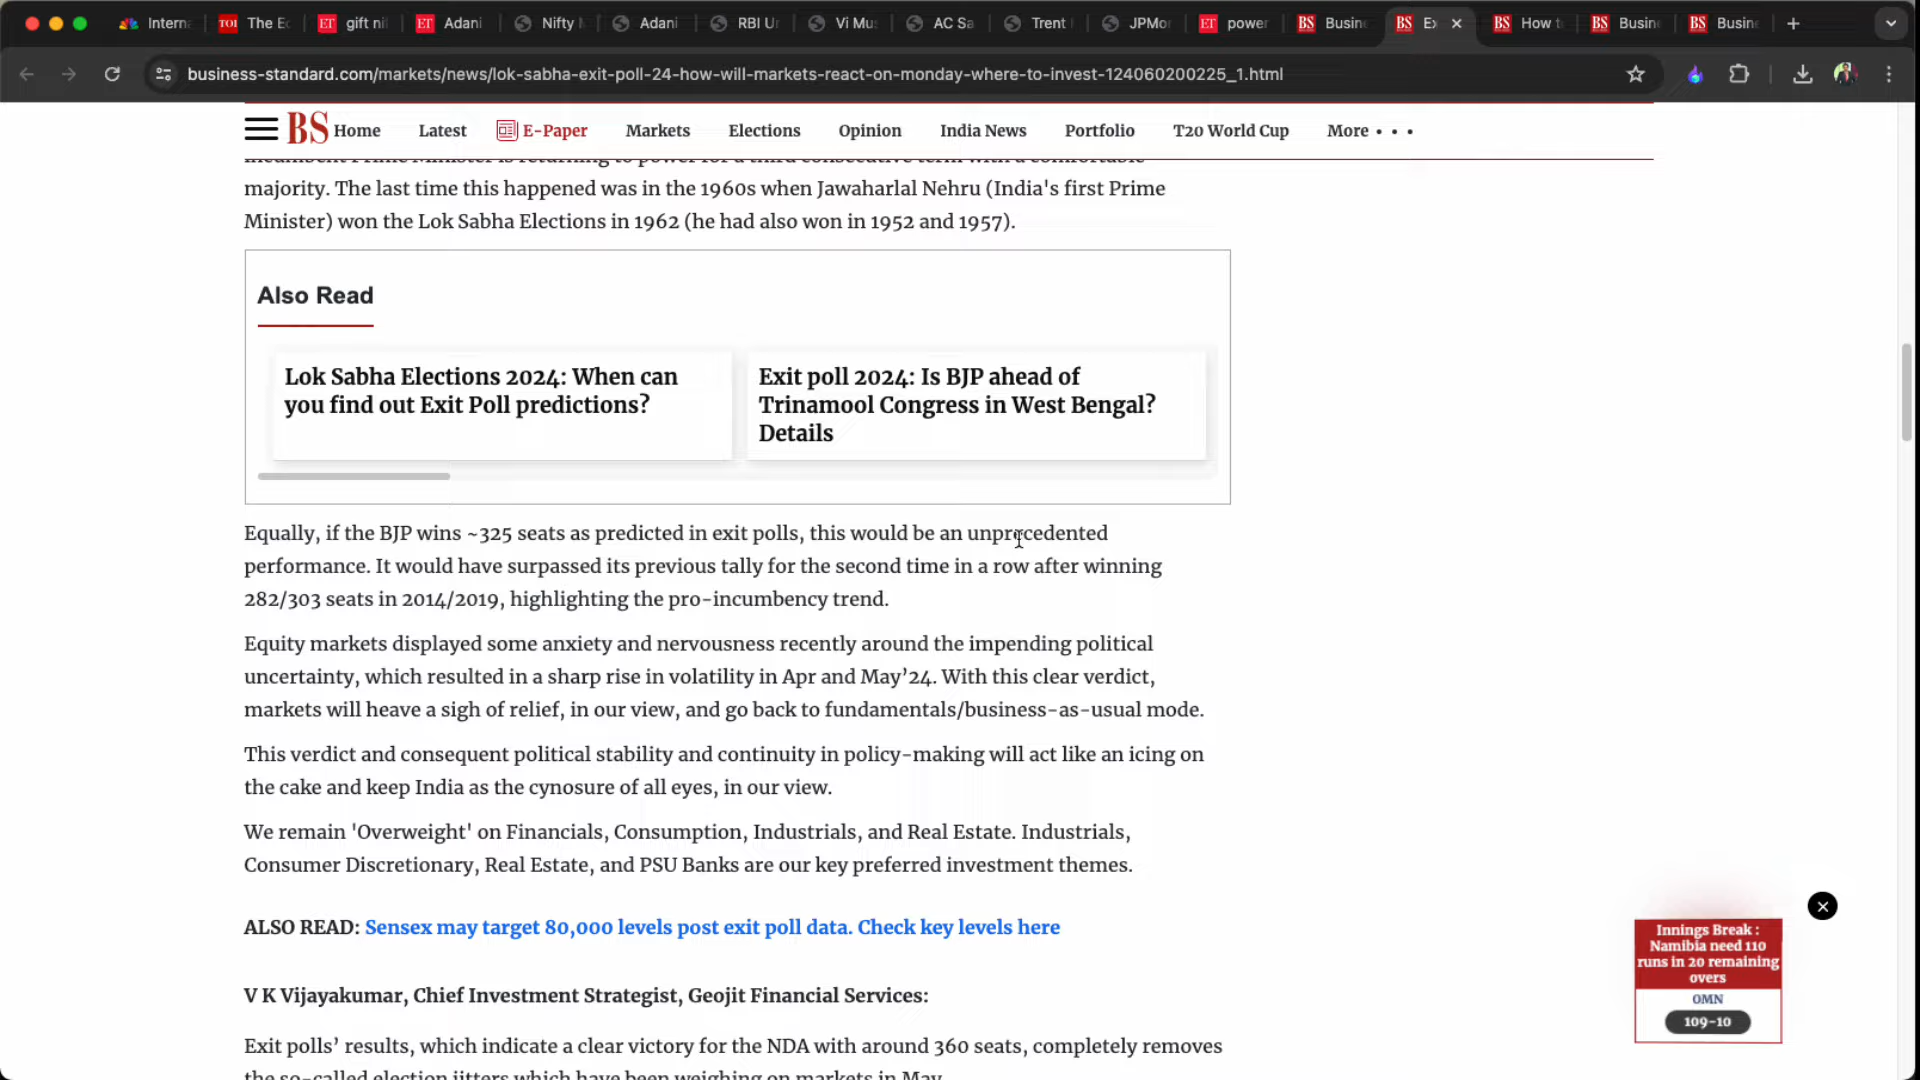 Intern
TOI The Ec
ET gift ni
ET Adani
Nifty
Adani
RBI U
Vi Mu
AC Sa
Trent
JPMo
ET power
BS Busin
BS Ex
BS How t
BS Busin
BS Busin
business-standard.com/markets/news/lok-sabha-exit-poll-24-how-will-markets-react-on-monday-where-to-invest-124060200225_1.html
BS Home Latest E-Paper Markets Elections Opinion India News Portfolio T20 World Cup More
incumbent Prime Minister is returning to power for a third consecutive term with a comfortable
majority. The last time this happened was in the 1960s when Jawaharlal Nehru (India's first Prime
Minister) won the Lok Sabha Elections in 1962 (he had also won in 1952 and 1957).
Also Read
Lok Sabha Elections 2024: When can
you find out Exit Poll predictions?
Exit poll 2024: Is BJP ahead of
Trinamool Congress in West Bengal?
Details
Equally, if the BJP wins ~325 seats as predicted in exit polls, this would be an unprecedented
performance. It would have surpassed its previous tally for the second time in a row after winning
282/303 seats in 2014/2019, highlighting the pro-incumbency trend.
Equity markets displayed some anxiety and nervousness recently around the impending political
uncertainty, which resulted in a sharp rise in volatility in Apr and May’24. With this clear verdict,
markets will heave a sigh of relief, in our view, and go back to fundamentals/business-as-usual mode.
This verdict and consequent political stability and continuity in policy-making will act like an icing on
the cake and keep India as the cynosure of all eyes, in our view.
We remain 'Overweight' on Financials, Consumption, Industrials, and Real Estate. Industrials,
Consumer Discretionary, Real Estate, and PSU Banks are our key preferred investment themes.
ALSO READ: Sensex may target 80,000 levels post exit poll data. Check key levels here
V K Vijayakumar, Chief Investment Strategist, Geojit Financial Services:
Exit polls’ results, which indicate a clear victory for the NDA with around 360 seats, completely removes
the so-called election jitters which have been weighing on markets in May.
Innings Break :
Namibia need 110
runs in 20 remaining
overs
OMN
109-10